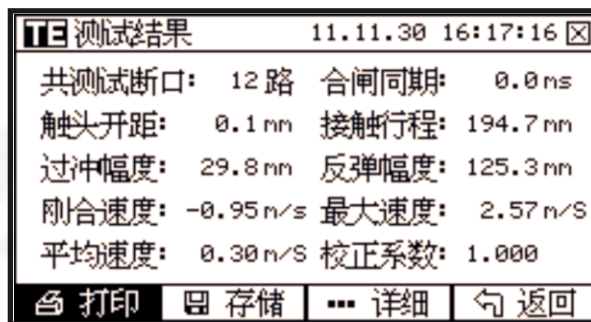 TE 测试结果 11.11.30 16:17:16
共测试断口: 12路 合闸同期: 0.0ms
触头开距: 0.1mm 接触行程: 194.7mm
过冲幅度: 29.8mm 反弹幅度: 125.3mm
刚合速度: -0.95m/s 最大速度: 2.57m/S
平均速度: 0.30m/S 校正系数: 1.000
打印 存储 详细 返回